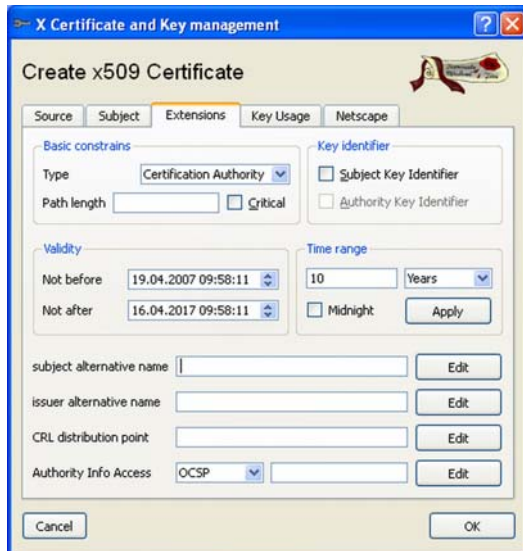 X Certificate and Key management
Create x509 Certificate
Source Subject Extensions Key Usage Netscape
Basic constrains
Type Certification Authority
Path length Critical
Key identifier
Subject Key Identifier
Authority Key Identifier
Validity
Not before 19.04.2007 09:58:11
Not after 16.04.2017 09:58:11
Time range
10 Years
Midnight Apply
subject alternative name Edit
issuer alternative name Edit
CRL distribution point Edit
Authority Info Access OCSP Edit
Cancel OK